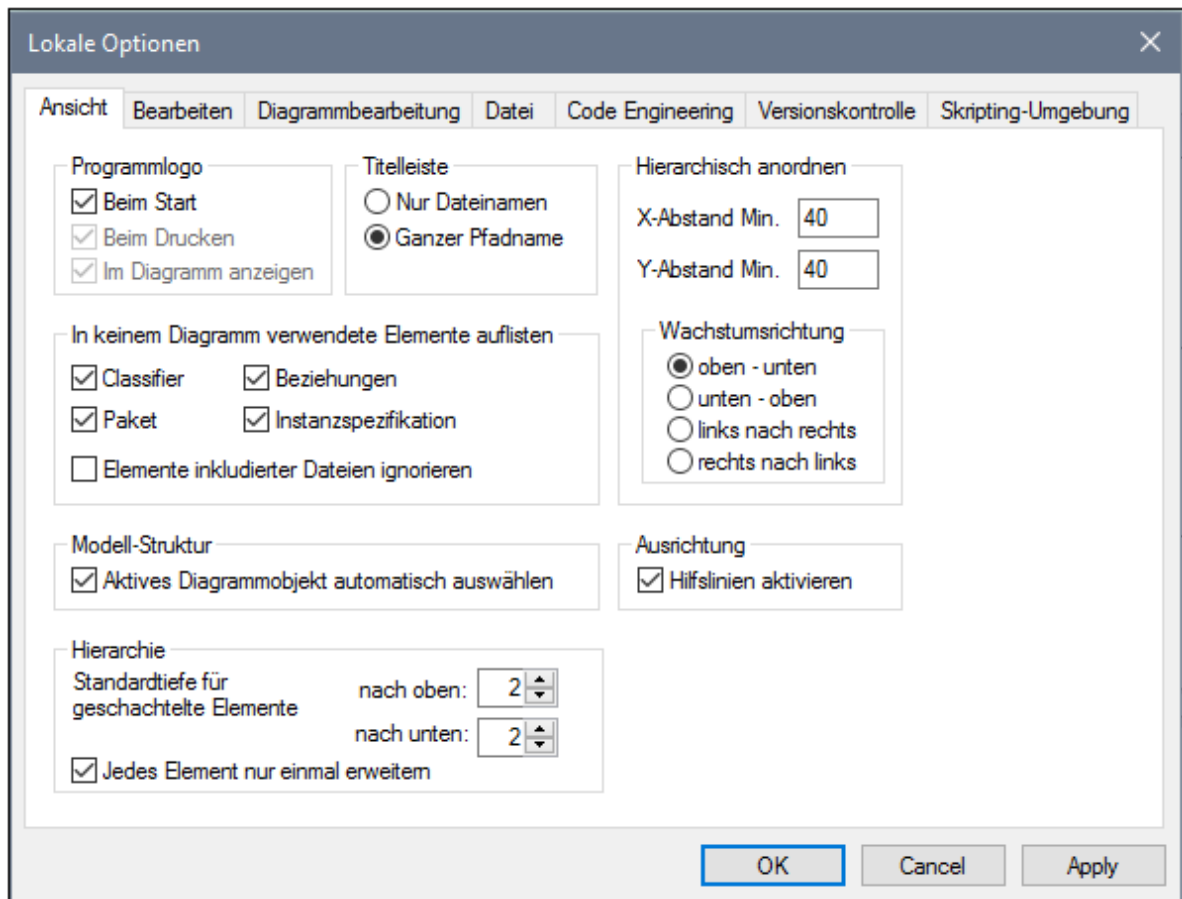 Lokale Optionen
Ansicht Bearbeiten Diagrammbearbeitung Datei Code Engineering Versionskontrolle Skripting-Umgebung
Programmlogo
Beim Start
Beim Drucken
Im Diagramm anzeigen
Titelleiste
Nur Dateinamen
Ganzer Pfadname
Hierarchisch anordnen
X-Abstand Min. 40
Y-Abstand Min. 40
Wachstumsrichtung
oben - unten
unten - oben
links nach rechts
rechts nach links
In keinem Diagramm verwendete Elemente auflisten
Classifier Beziehungen
Paket Instanzspezifikation
Elemente inkludierter Dateien ignorieren
Modell-Struktur
Aktives Diagrammobjekt automatisch auswählen
Ausrichtung
Hilfslinien aktivieren
Hierarchie
Standardtiefe für
geschachtelte Elemente
nach oben: 2
nach unten: 2
Jedes Element nur einmal erweitern
OK Cancel Apply